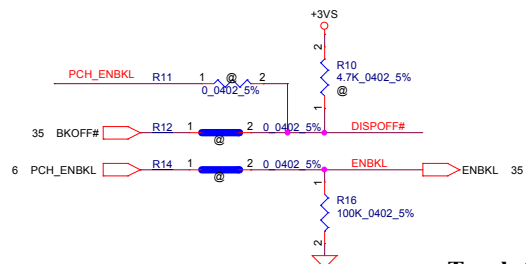 +3VS
2
R10
4.7K_0402_5%
@
1
PCH_ENBKL
R11
1
@
2
0_0402_5%
35
BKOFF#
R12
1
2
0_0402_5%
DISPOFF#
@
6
PCH_ENBKL
R14
1
2
0_0402_5%
ENBKL
ENBKL
35
@
1
R16
100K_0402_5%
2